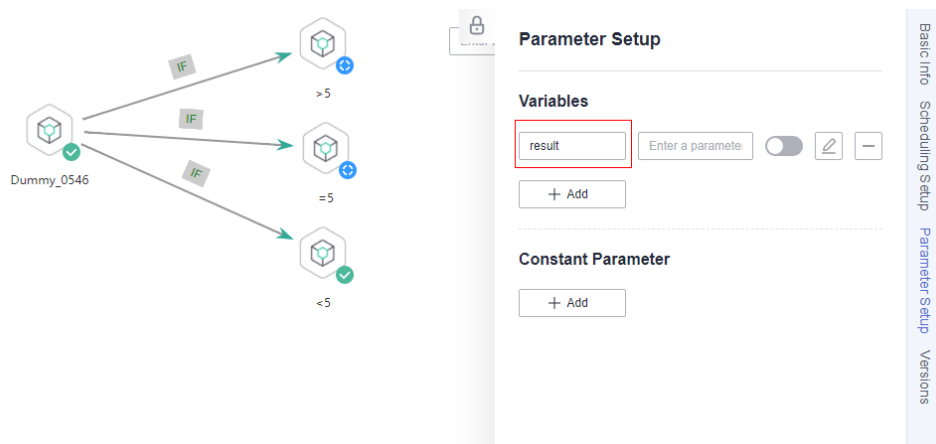 IF
>5
IF
Dummy_0546
=5
IF
<5
Parameter Setup
Variables
result
Enter a paramete
+ Add
Constant Parameter
+ Add
Basic Info
Scheduling Setup
Parameter Setup
Versions